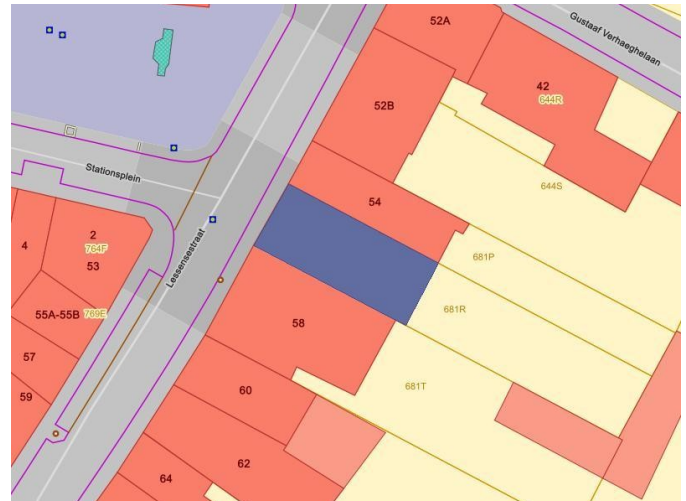 52A
Gustaaf Verhaeghelaan
42
644R
52B
Stationsplein
644S
54
2
764F
53
4
Lessensestraat
681P
681R
55A-55B
769E
58
57
681T
60
59
62
64